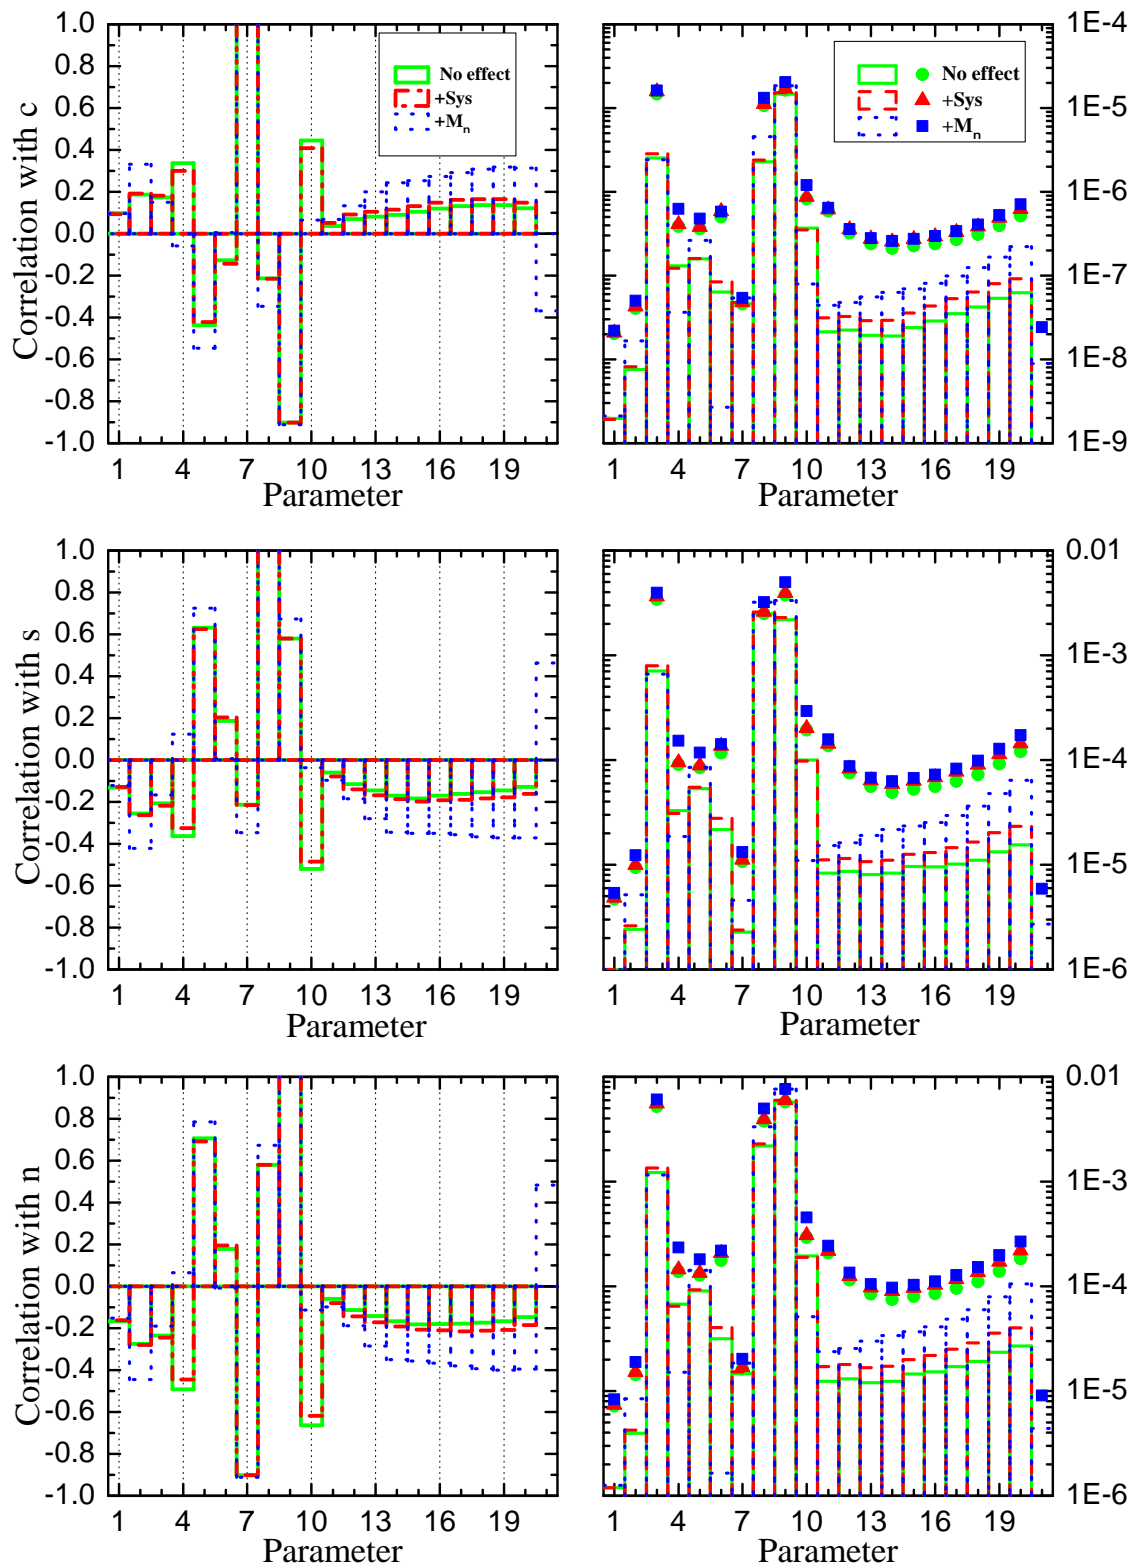 Correlation with c
1.0
0.8
0.6
0.4
0.2
0.0
-0.2
-0.4
-0.6
-0.8
-1.0
No effect
+Sys
+Mn
1 4 7 10 13 16 19
Parameter
No effect
+Sys
+Mn
1E-4
1E-5
1E-6
1E-7
1E-8
1E-9
1 4 7 10 13 16 19
Parameter
Correlation with s
1.0
0.8
0.6
0.4
0.2
0.0
-0.2
-0.4
-0.6
-0.8
-1.0
1 4 7 10 13 16 19
Parameter
0.01
1E-3
1E-4
1E-5
1E-6
1 4 7 10 13 16 19
Parameter
Correlation with n
1.0
0.8
0.6
0.4
0.2
0.0
-0.2
-0.4
-0.6
-0.8
-1.0
1 4 7 10 13 16 19
Parameter
0.01
1E-3
1E-4
1E-5
1E-6
1 4 7 10 13 16 19
Parameter